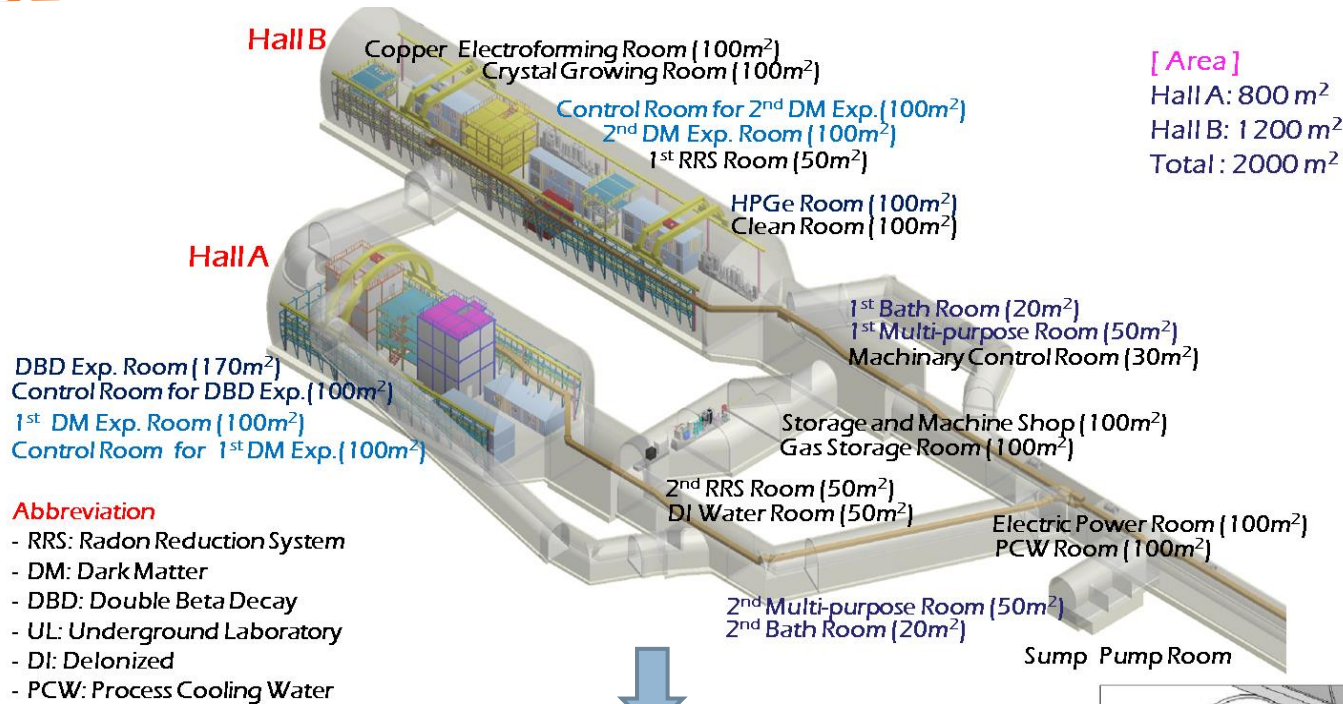 Hall B
Copper Electroforming Room (100m²)
Crystal Growing Room (100m²)
Control Room for 2nd DM Exp.(100m²)
2nd DM Exp. Room (100m²)
1st RRS Room (50m²)
HPGe Room (100m²)
Clean Room (100m²)
[ Area ]
Hall A: 800 m²
Hall B: 1200 m²
Total : 2000 m²
Hall A
DBD Exp. Room (170m²)
Control Room for DBD Exp.(100m²)
1st DM Exp. Room (100m²)
Control Room for 1st DM Exp.(100m²)
1st Bath Room (20m²)
1st Multi-purpose Room (50m²)
Machinary Control Room (30m²)
Storage and Machine Shop (100m²)
Gas Storage Room (100m²)
2nd RRS Room (50m²)
DI Water Room (50m²)
Electric Power Room (100m²)
PCW Room (100m²)
2nd Multi-purpose Room (50m²)
2nd Bath Room (20m²)
Sump Pump Room
Abbreviation
- RRS: Radon Reduction System
- DM: Dark Matter
- DBD: Double Beta Decay
- UL: Underground Laboratory
- DI: DeIonized
- PCW: Process Cooling Water